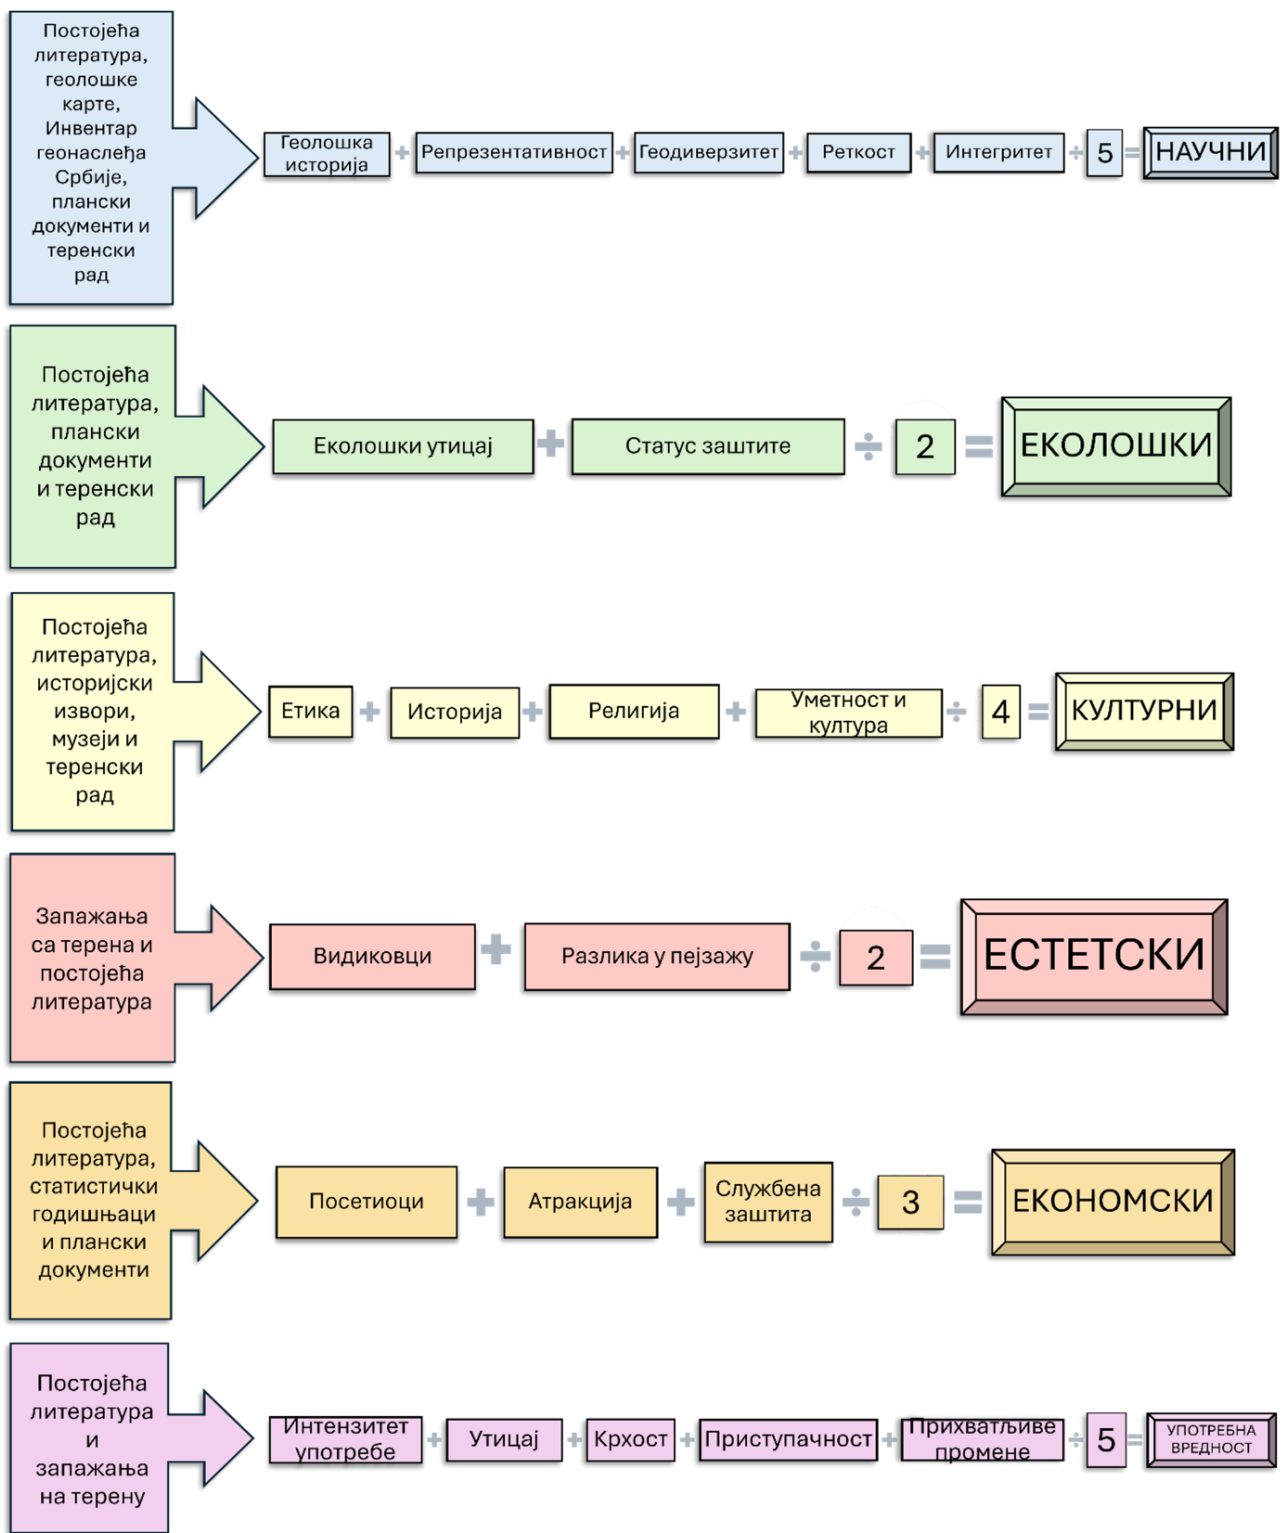 Постојећа
литература,
геолошке
карте,
Инвентар
геонаслеђа
Србије,
плански
документи и
теренски
рад
Геолошка
историја
+
Репрезентативност
+
Геодиверзитет
+
Реткост
+
Интегритет
÷
5
=
НАУЧНИ
Постојећа
литература,
плански
документи
и теренски
рад
Еколошки утицај
+
Статус заштите
÷
2
=
ЕКОЛОШКИ
Постојећа
литература,
историјски
извори,
музеји и
теренски
рад
Етика
+
Историја
+
Религија
+
Уметност и
култура
÷
4
=
КУЛТУРНИ
Запажања
са терена и
постојећа
литература
Видиковци
+
Разлика у пејзажу
÷
2
=
ЕСТЕТСКИ
Постојећа
литература,
статистички
годишњаци
и плански
документи
Посетиоци
+
Атракција
+
Службена
заштита
÷
3
=
ЕКОНОМСКИ
Постојећа
литература
и
запажања
на терену
Интензитет
употребе
+
Утицај
+
Крхост
+
Приступачност
+
Прихватљиве
промене
÷
5
=
УПОТРЕБНА
ВРЕДНОСТ